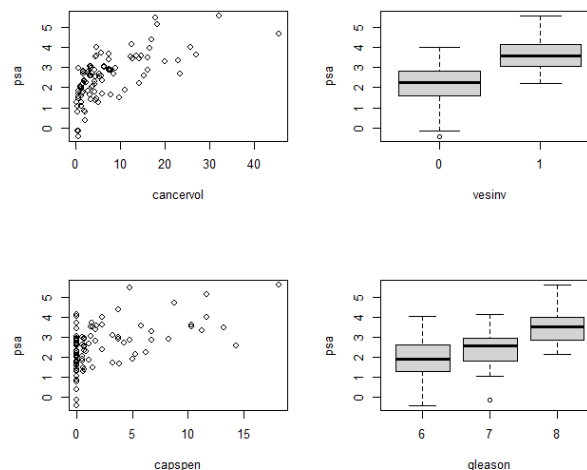 psa
0 1 2 3 4 5
0 10 20 30 40
cancervol
psa
0 1 2 3 4 5
0 1
vesinv
psa
0 1 2 3 4 5
0 5 10 15
capspen
psa
0 1 2 3 4 5
6 7 8
gleason